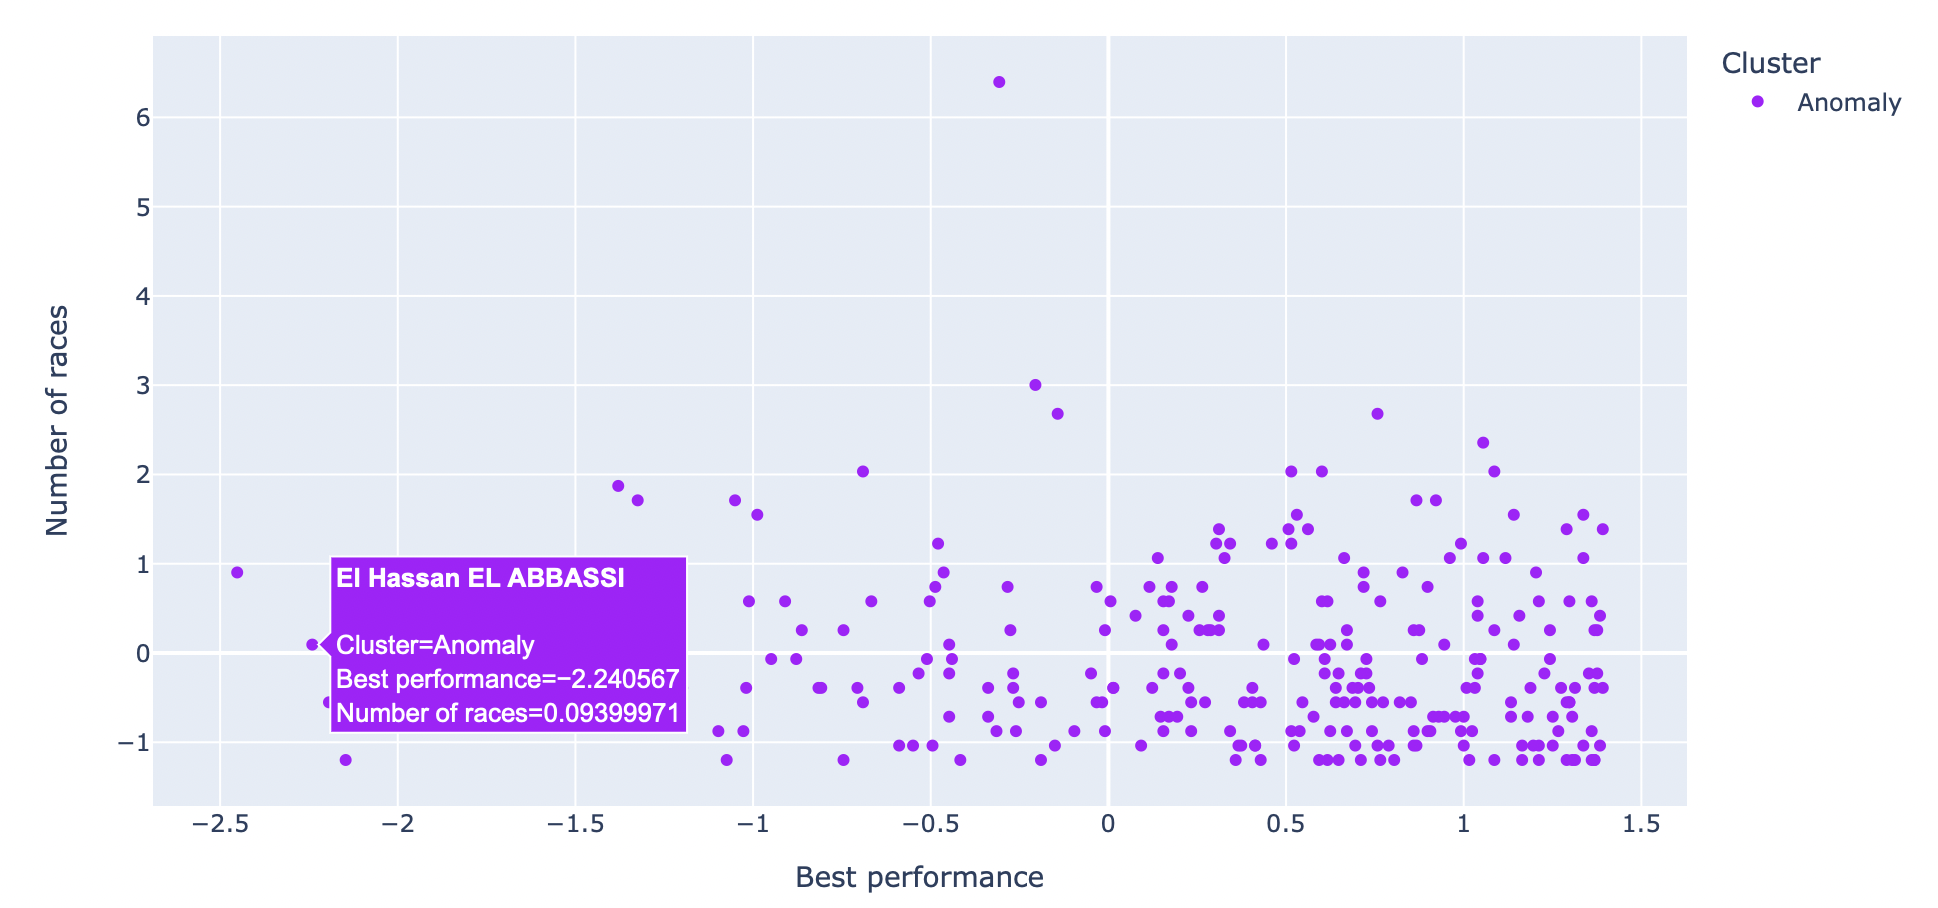 Cluster
Anomaly
6
5
4
3
2
1
0
−1
Number of races
El Hassan EL ABBASSI
Cluster=Anomaly
Best performance=−2.240567
Number of races=0.09399971
−2.5 −2 −1.5 −1 −0.5 0 0.5 1 1.5
Best performance